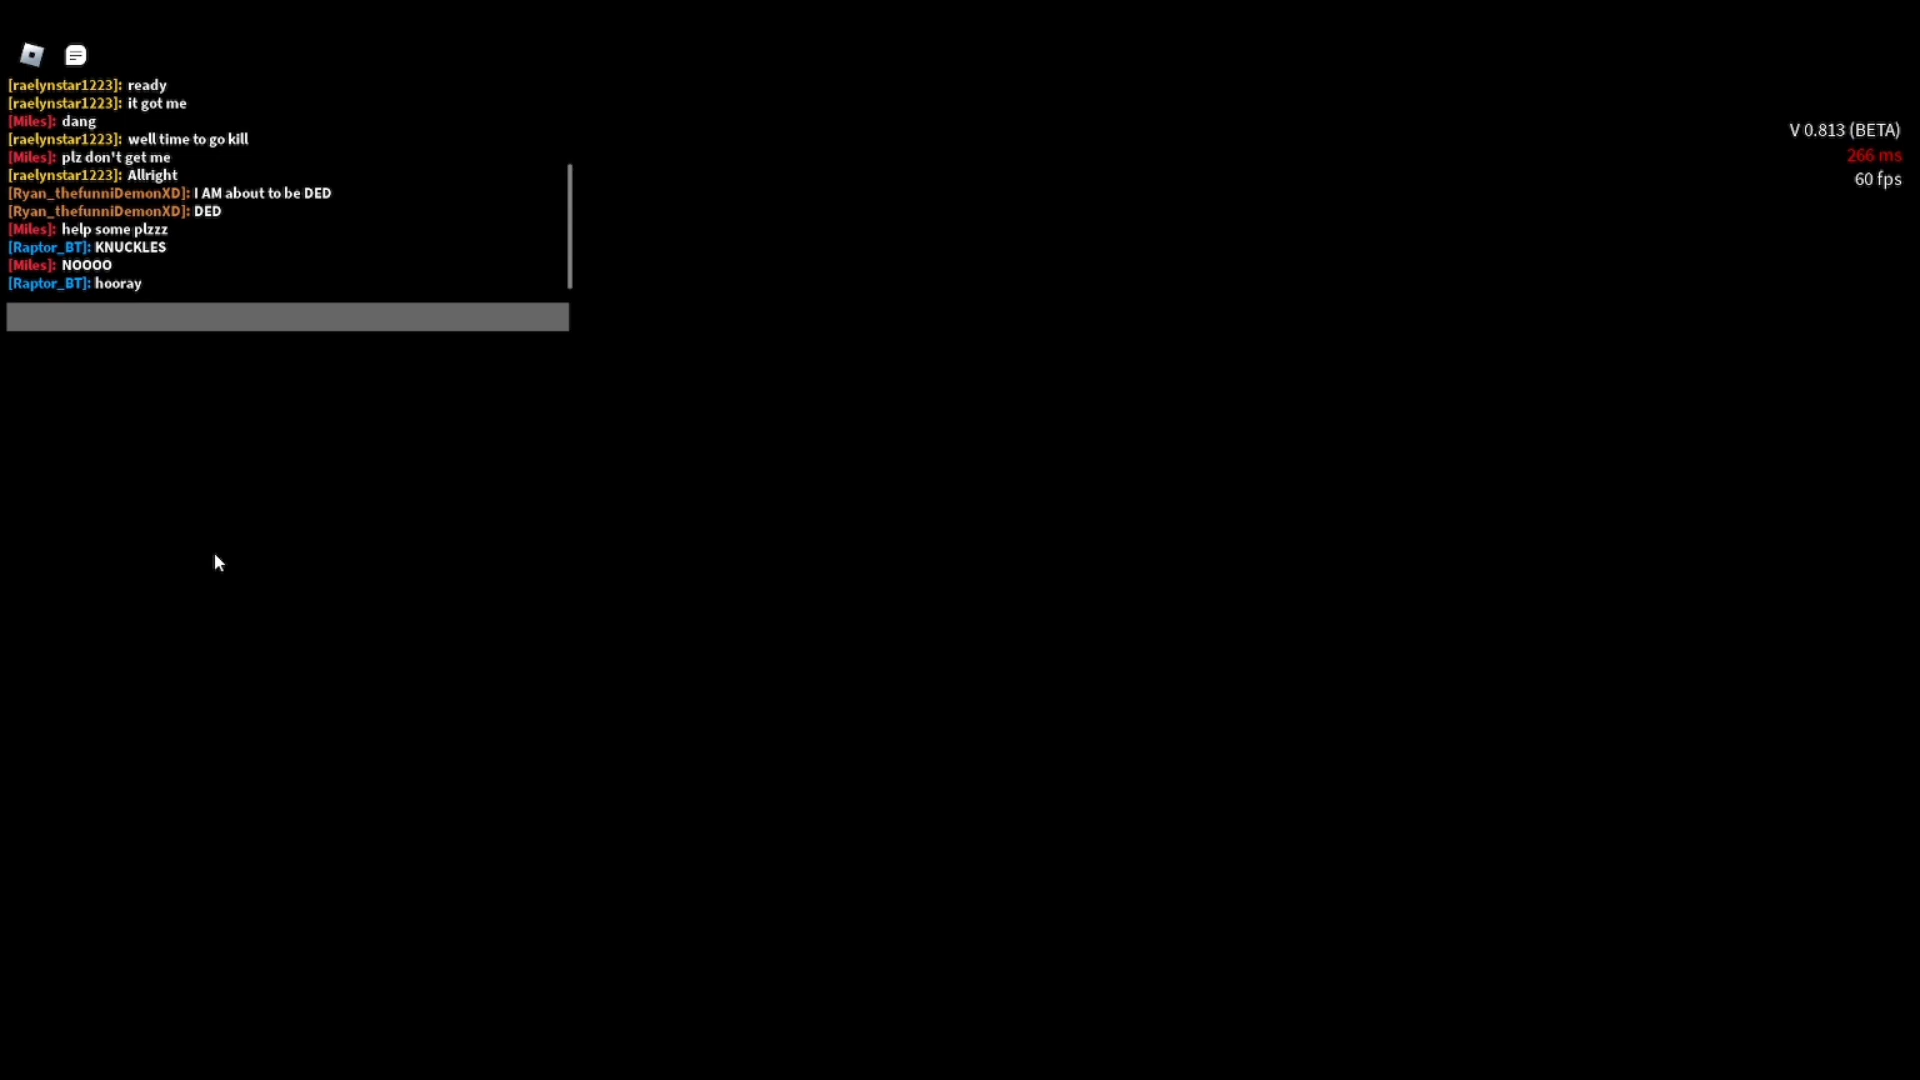 [raelynstar1223]: ready
[raelynstar1223]: it got me
[Miles]: dang
[raelynstar1223]: well time to go kill
[Miles]: plz don't get me
[raelynstar1223]: Allright
[Ryan_thefunniDemonXD]: I AM about to be DED
[Ryan_thefunniDemonXD]: DED
[Miles]: help some plzzz
[Raptor_BT]: KNUCKLES
[Miles]: NOOOO
[Raptor_BT]: hooray
V 0.813 (BETA)
266 ms
60 fps